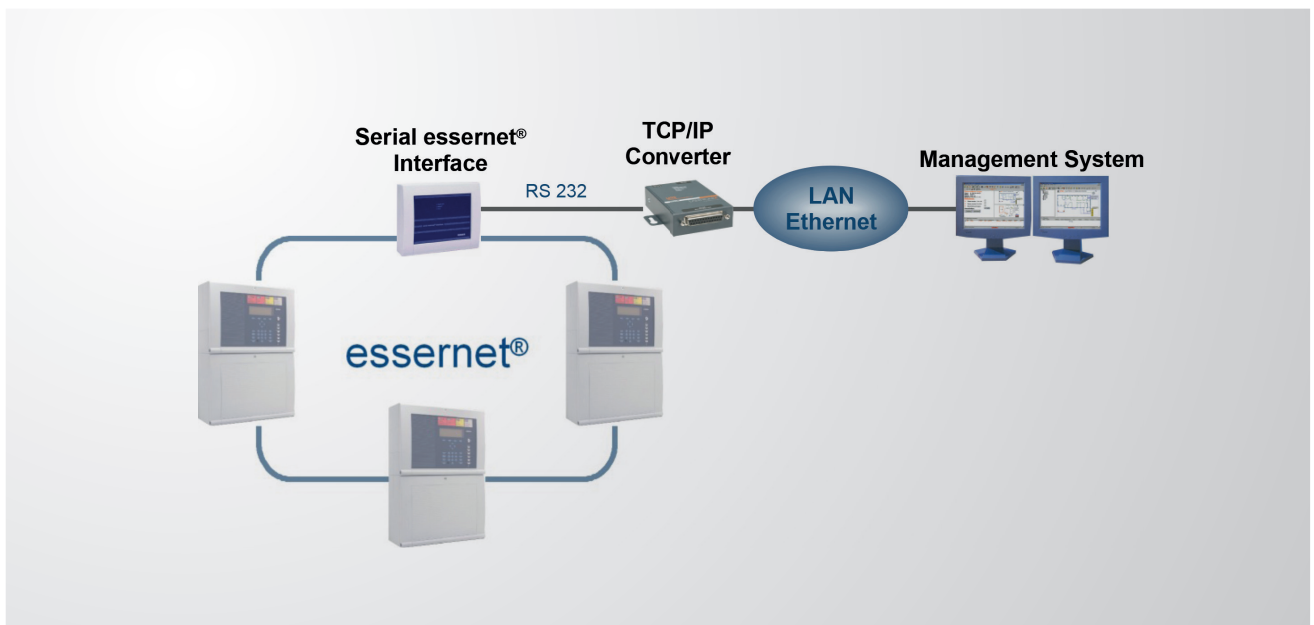 Serial essernet®
Interface
RS 232
TCP/IP
Converter
LAN
Ethernet
Management System
essernet®